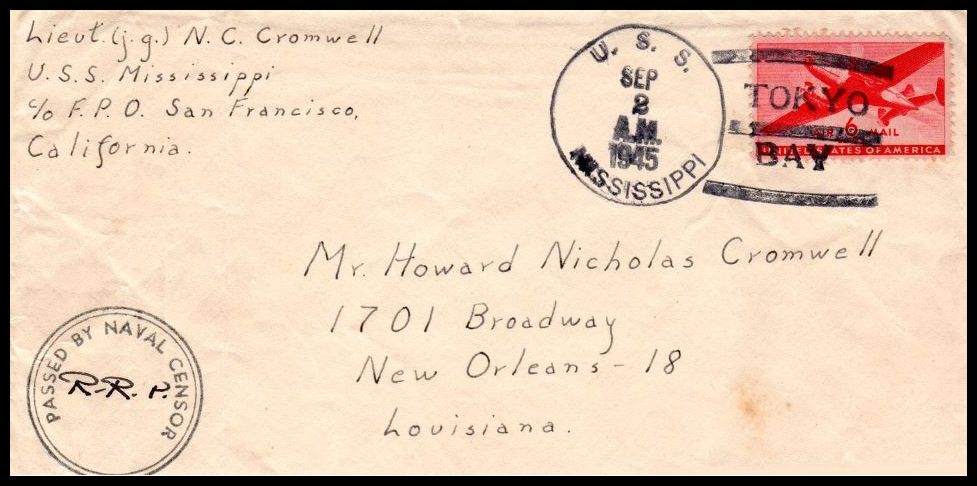 Lieut. (j.g.) N. C. Cromwell
U.S.S. Mississippi
c/o F.P.O. San Francisco,
California.
U. S. S.
SEP
2
A.M.
1945
MISSISSIPPI
TOKYO
BAY
AIR 6¢ MAIL
UNITED STATES OF AMERICA
Mr. Howard Nicholas Cromwell
1701 Broadway
New Orleans - 18
Louisiana.
PASSED BY NAVAL CENSOR
R.R.P.